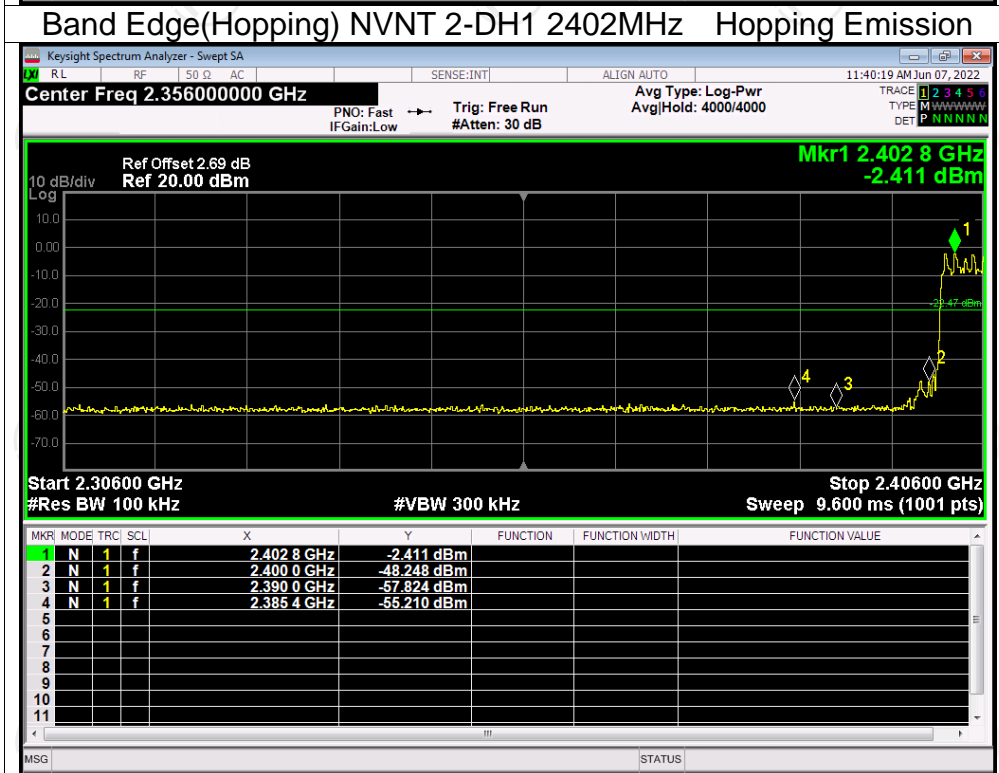 Band Edge(Hopping) NVNT 2-DH1 2402MHz Hopping Emission
Keysight Spectrum Analyzer - Swept SA
LXI RL RF 50 Ω AC SENSE:INT ALIGN AUTO 11:40:19 AM Jun 07, 2022
Center Freq 2.356000000 GHz
PNO: Fast
IFGain:Low
Trig: Free Run
#Atten: 30 dB
Avg Type: Log-Pwr
Avg|Hold: 4000/4000
TRACE 1 2 3 4 5 6
TYPE M WWWWW
DET P N N N N N
Mkr1 2.402 8 GHz
-2.411 dBm
Ref Offset 2.69 dB
10 dB/div Ref 20.00 dBm
Log
10.0
0.00
-10.0
-20.0
-30.0
-40.0
-50.0
-60.0
-70.0
1
-22.47 dBm
2
4
3
Start 2.30600 GHz Stop 2.40600 GHz
#Res BW 100 kHz #VBW 300 kHz Sweep 9.600 ms (1001 pts)
MKR MODE TRC SCL X Y FUNCTION FUNCTION WIDTH FUNCTION VALUE
1 N 1 f 2.402 8 GHz -2.411 dBm
2 N 1 f 2.400 0 GHz -48.248 dBm
3 N 1 f 2.390 0 GHz -57.824 dBm
4 N 1 f 2.385 4 GHz -55.210 dBm
5
6
7
8
9
10
11
MSG STATUS